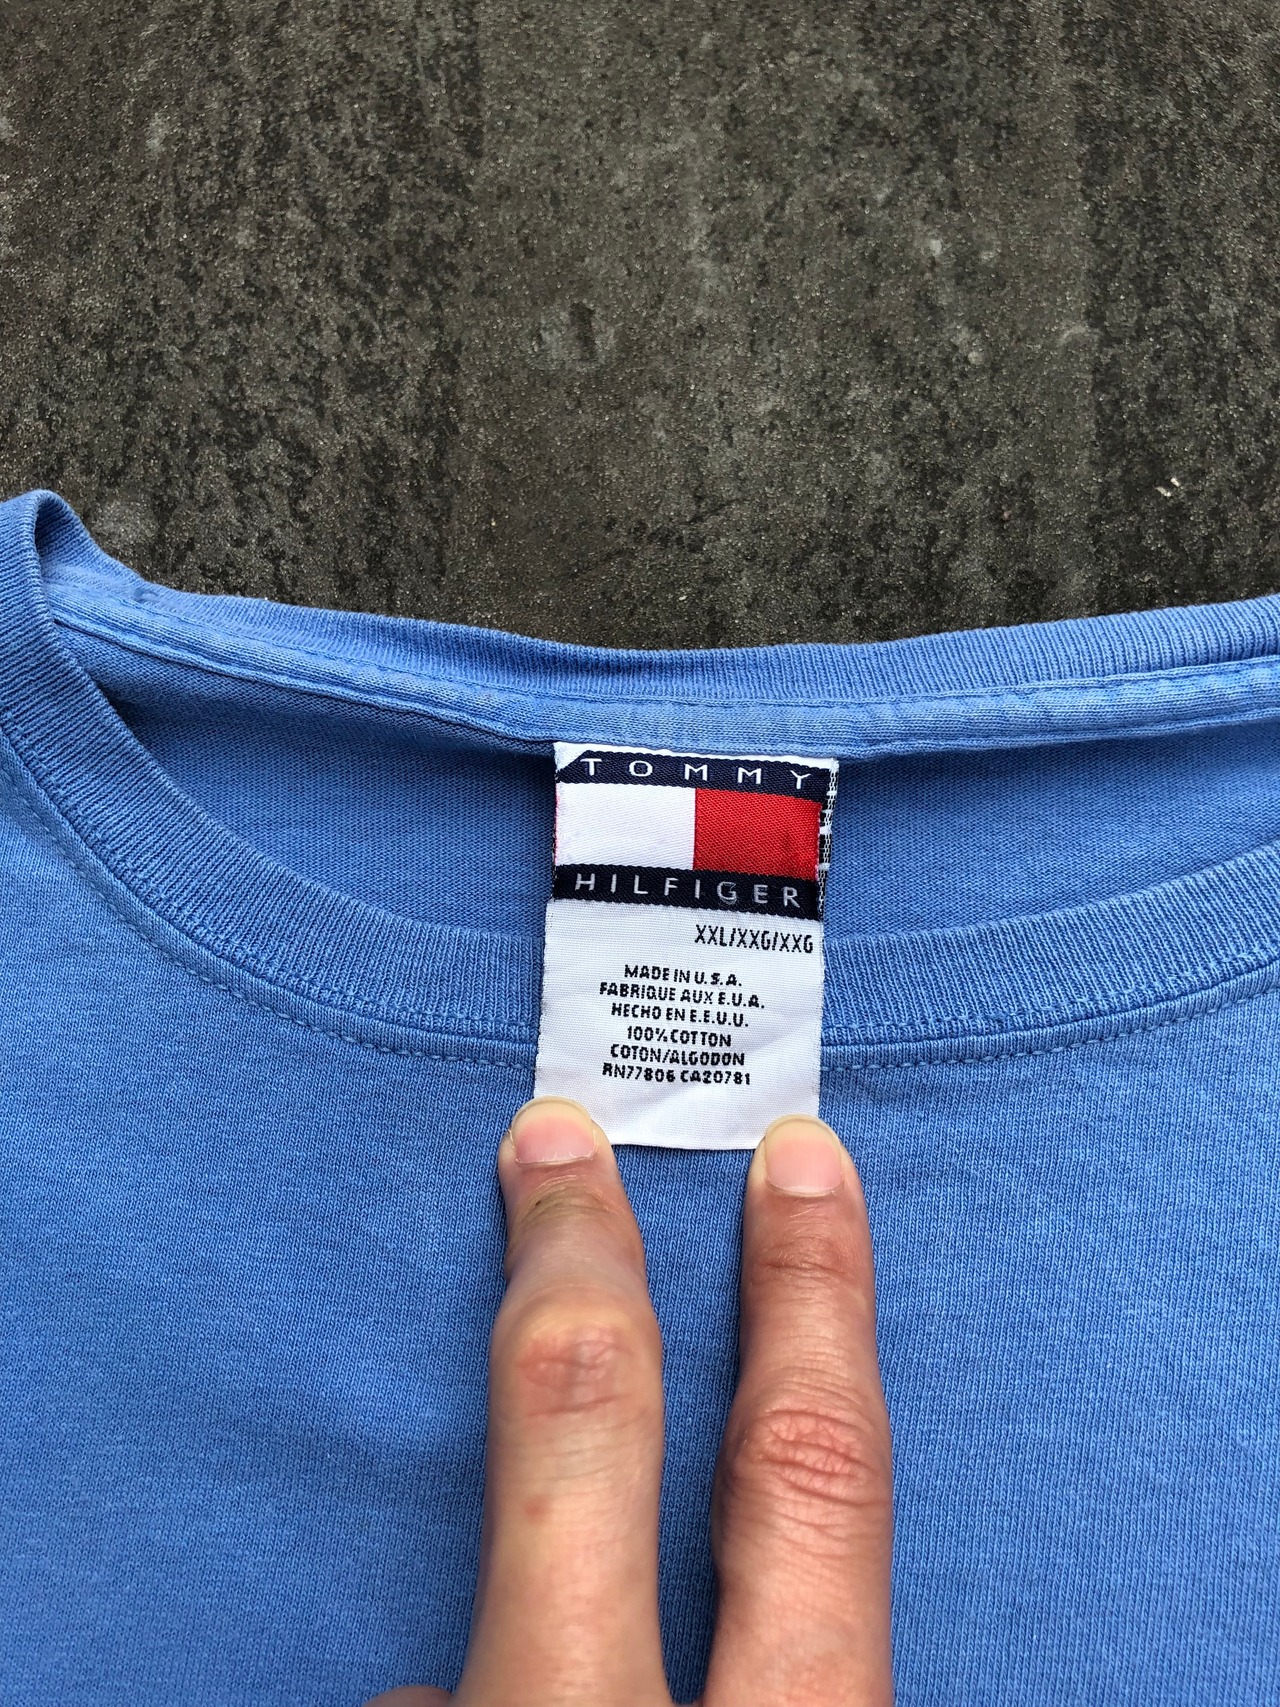 TOMMY
HILFIGER
XXL/XXG/XXG
MADE IN U.S.A.
FABRIQUE AUX E.U.A.
HECHO EN E.E.U.U.
100% COTTON
COTON/ALGODON
RN77806 CA20781